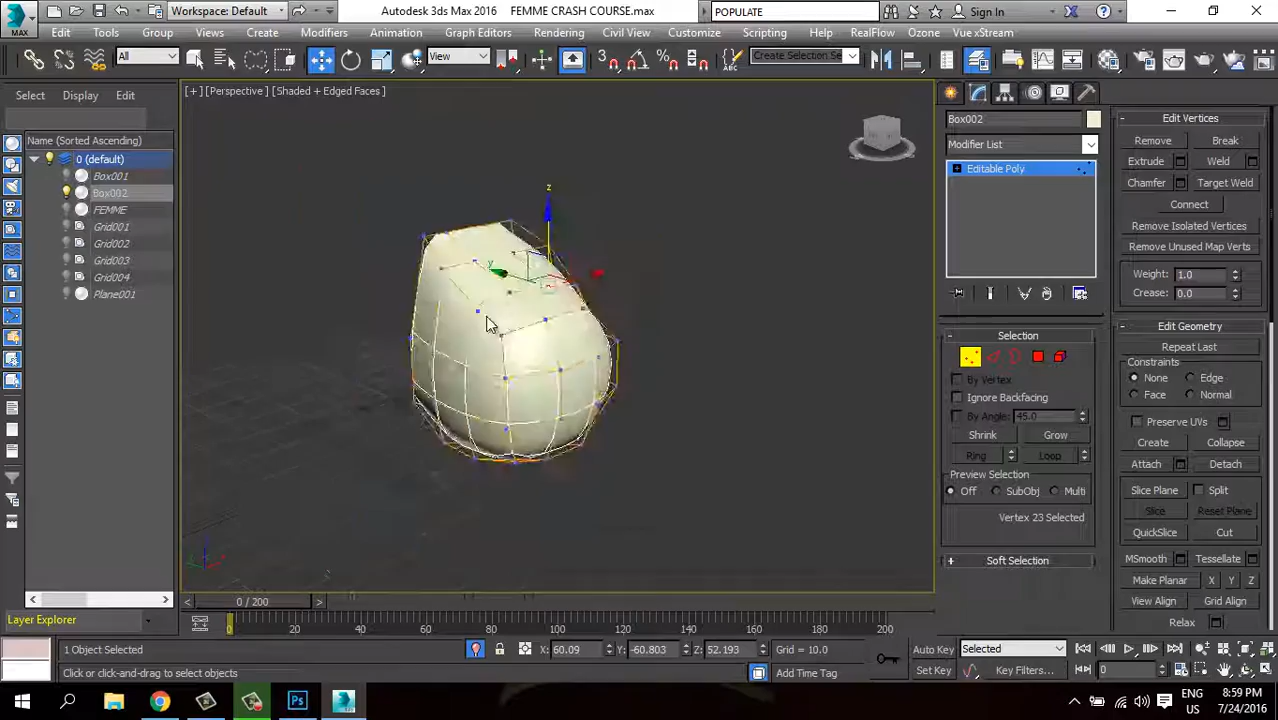 MAX
Workspace: Default
Autodesk 3ds Max 2016
FEMME CRASH COURSE.max
POPULATE
Sign In
Edit
Tools
Group
Views
Create
Modifiers
Animation
Graph Editors
Rendering
Civil View
Customize
Scripting
Help
RealFlow
Ozone
Vue xStream
All
View
Create Selection Se
Select
Display
Edit
Name (Sorted Ascending)
0 (default)
Box001
Box002
FEMME
Grid001
Grid002
Grid003
Grid004
Plane001
Layer Explorer
[+] [Perspective] [Shaded + Edged Faces]
z
y
Box002
Modifier List
Editable Poly
Selection
By Vertex
Ignore Backfacing
By Angle: 45.0
Shrink
Grow
Ring
Loop
Preview Selection
Off
SubObj
Multi
Vertex 23 Selected
Soft Selection
Edit Vertices
Remove
Break
Extrude
Weld
Chamfer
Target Weld
Connect
Remove Isolated Vertices
Remove Unused Map Verts
Weight: 1.0
Crease: 0.0
Edit Geometry
Repeat Last
Constraints
None
Edge
Face
Normal
Preserve UVs
Create
Collapse
Attach
Detach
Slice Plane
Split
Slice
Reset Plane
QuickSlice
Cut
MSmooth
Tessellate
Make Planar
X
Y
Z
View Align
Grid Align
Relax
0 / 200
0
20
40
60
80
100
120
140
160
180
200
1 Object Selected
X: 60.09
Y: -60.803
Z: 52.193
Grid = 10.0
Auto Key
Selected
Click or click-and-drag to select objects
Add Time Tag
Set Key
Key Filters...
0
ENG
US
8:59 PM
7/24/2016